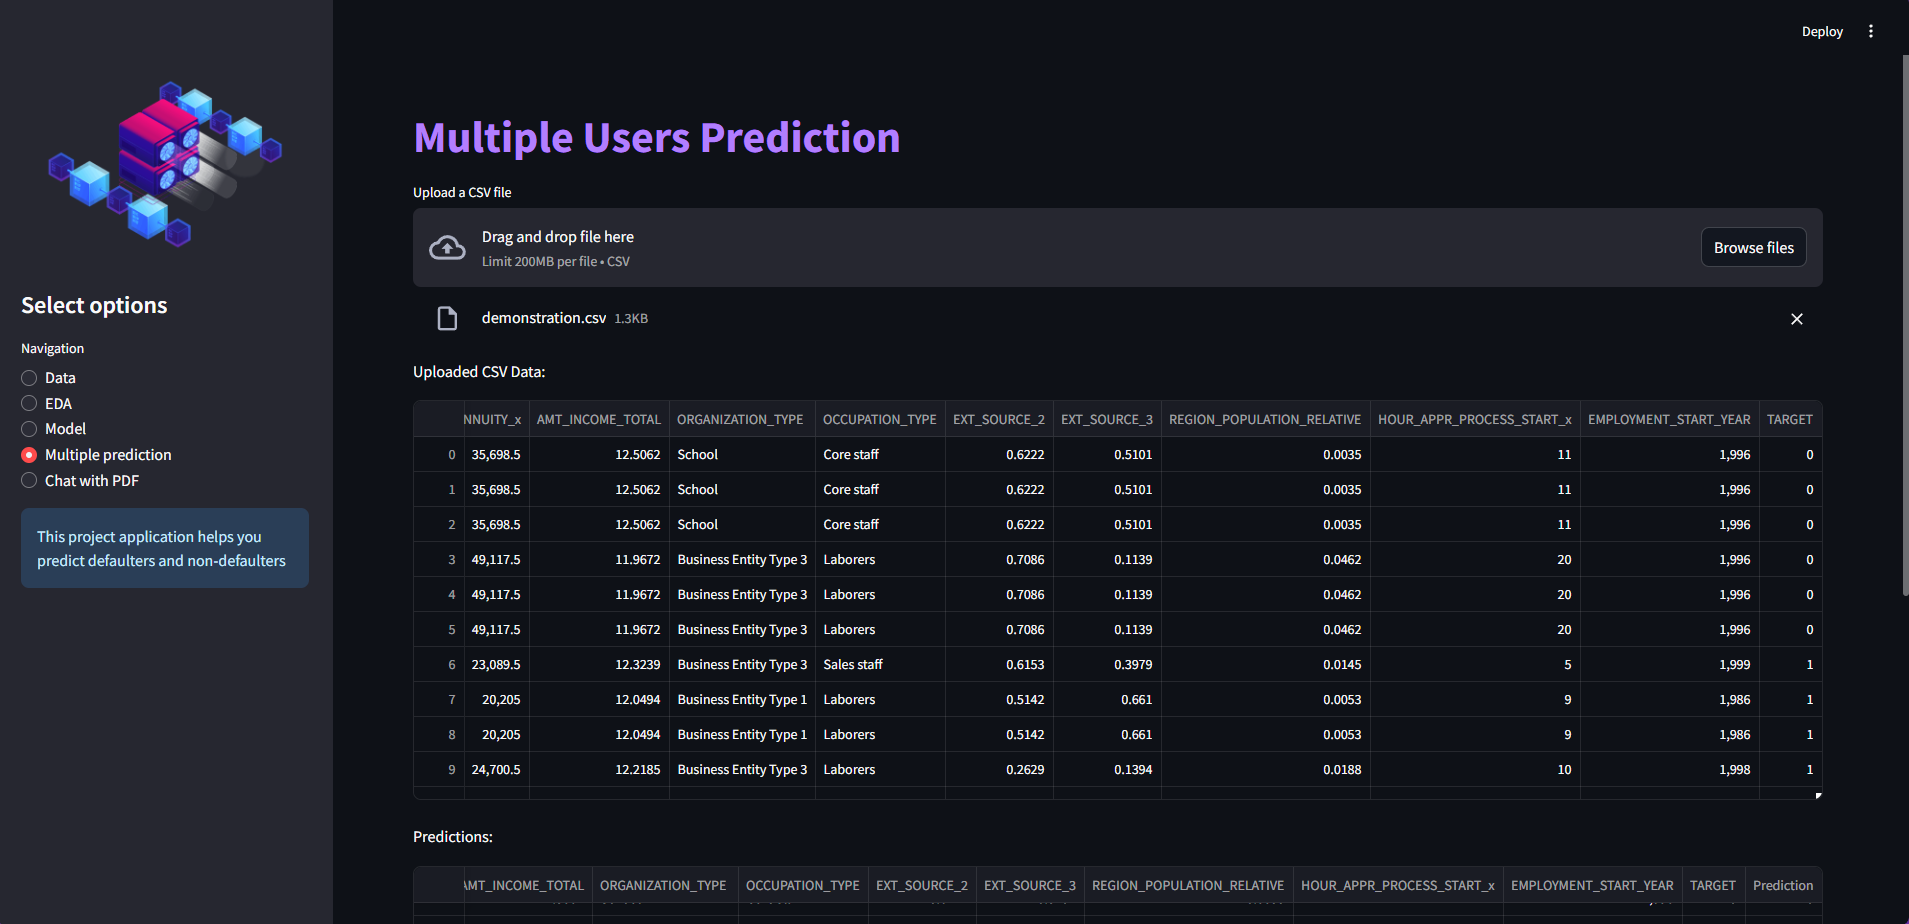 Deploy
Select options
Navigation
Data
EDA
Model
Multiple prediction
Chat with PDF
This project application helps you
predict defaulters and non-defaulters
Multiple Users Prediction
Upload a CSV file
Drag and drop file here
Limit 200MB per file • CSV
Browse files
demonstration.csv 1.3KB
Uploaded CSV Data:
NNUITY_x AMT_INCOME_TOTAL ORGANIZATION_TYPE OCCUPATION_TYPE EXT_SOURCE_2 EXT_SOURCE_3 REGION_POPULATION_RELATIVE HOUR_APPR_PROCESS_START_x EMPLOYMENT_START_YEAR TARGET
0 35,698.5 12.5062 School Core staff 0.6222 0.5101 0.0035 11 1,996 0
1 35,698.5 12.5062 School Core staff 0.6222 0.5101 0.0035 11 1,996 0
2 35,698.5 12.5062 School Core staff 0.6222 0.5101 0.0035 11 1,996 0
3 49,117.5 11.9672 Business Entity Type 3 Laborers 0.7086 0.1139 0.0462 20 1,996 0
4 49,117.5 11.9672 Business Entity Type 3 Laborers 0.7086 0.1139 0.0462 20 1,996 0
5 49,117.5 11.9672 Business Entity Type 3 Laborers 0.7086 0.1139 0.0462 20 1,996 0
6 23,089.5 12.3239 Business Entity Type 3 Sales staff 0.6153 0.3979 0.0145 5 1,999 1
7 20,205 12.0494 Business Entity Type 1 Laborers 0.5142 0.661 0.0053 9 1,986 1
8 20,205 12.0494 Business Entity Type 1 Laborers 0.5142 0.661 0.0053 9 1,986 1
9 24,700.5 12.2185 Business Entity Type 3 Laborers 0.2629 0.1394 0.0188 10 1,998 1
Predictions:
AMT_INCOME_TOTAL ORGANIZATION_TYPE OCCUPATION_TYPE EXT_SOURCE_2 EXT_SOURCE_3 REGION_POPULATION_RELATIVE HOUR_APPR_PROCESS_START_x EMPLOYMENT_START_YEAR TARGET Prediction